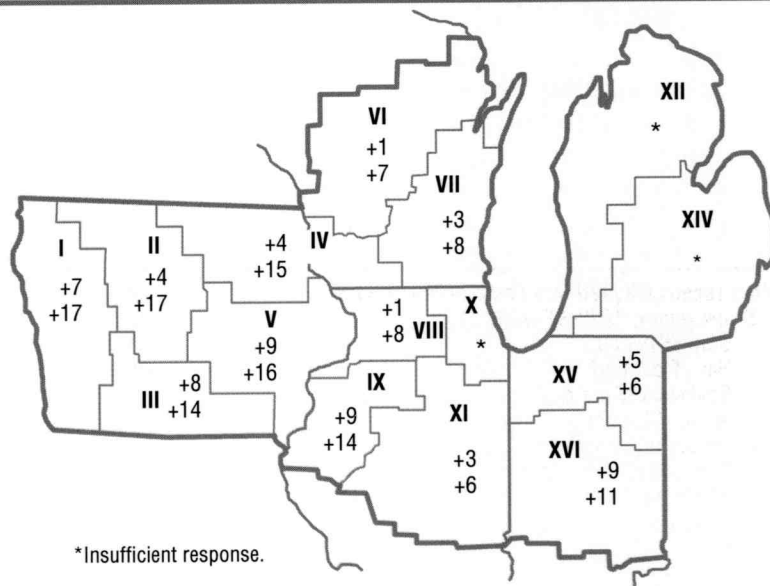 XII
*
VI
+1
+7
VII
+3
+8
XIV
*
I
+7
+17
II
+4
+17
+4
+15
IV
V
+9
+16
+1
+8
VIII
X
*
III
+8
+14
IX
+9
+14
XI
+3
+6
XV
+5
+6
XVI
+9
+11
*Insufficient response.